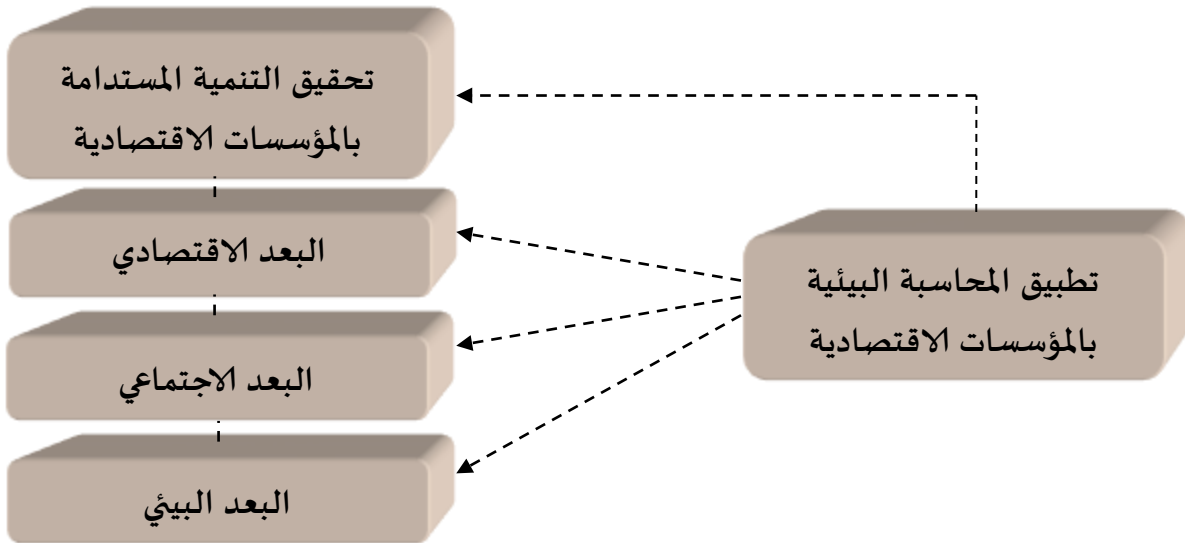 تحقيق التنمية المستدامة
بالمؤسسات الاقتصادية
البعد الاقتصادي
تطبيق المحاسبة البيئية
بالمؤسسات الاقتصادية
البعد الاجتماعي
البعد البيئي